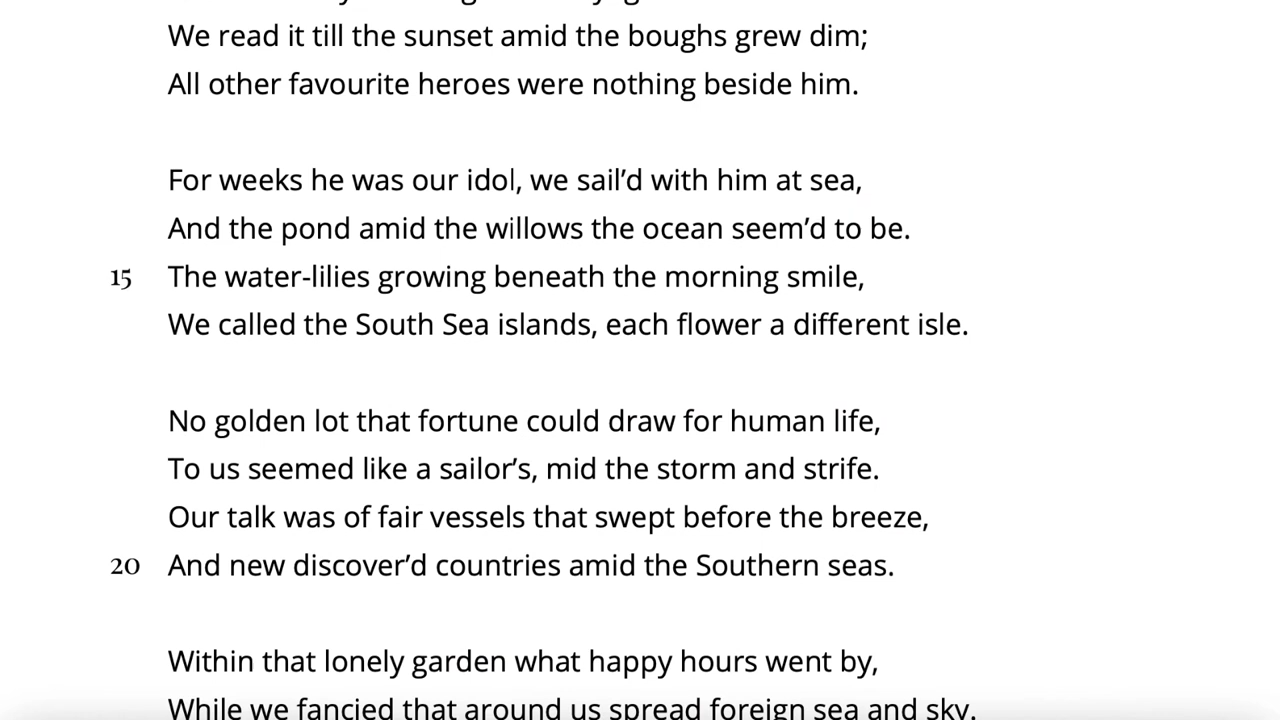 We read it till the sunset amid the boughs grew dim;
All other favourite heroes were nothing beside him.
For weeks he was our idol, we sail’d with him at sea,
And the pond amid the willows the ocean seem’d to be.
15 The water-lilies growing beneath the morning smile,
We called the South Sea islands, each flower a different isle.
No golden lot that fortune could draw for human life,
To us seemed like a sailor’s, mid the storm and strife.
Our talk was of fair vessels that swept before the breeze,
20 And new discover’d countries amid the Southern seas.
Within that lonely garden what happy hours went by,
While we fancied that around us spread foreign sea and sky.